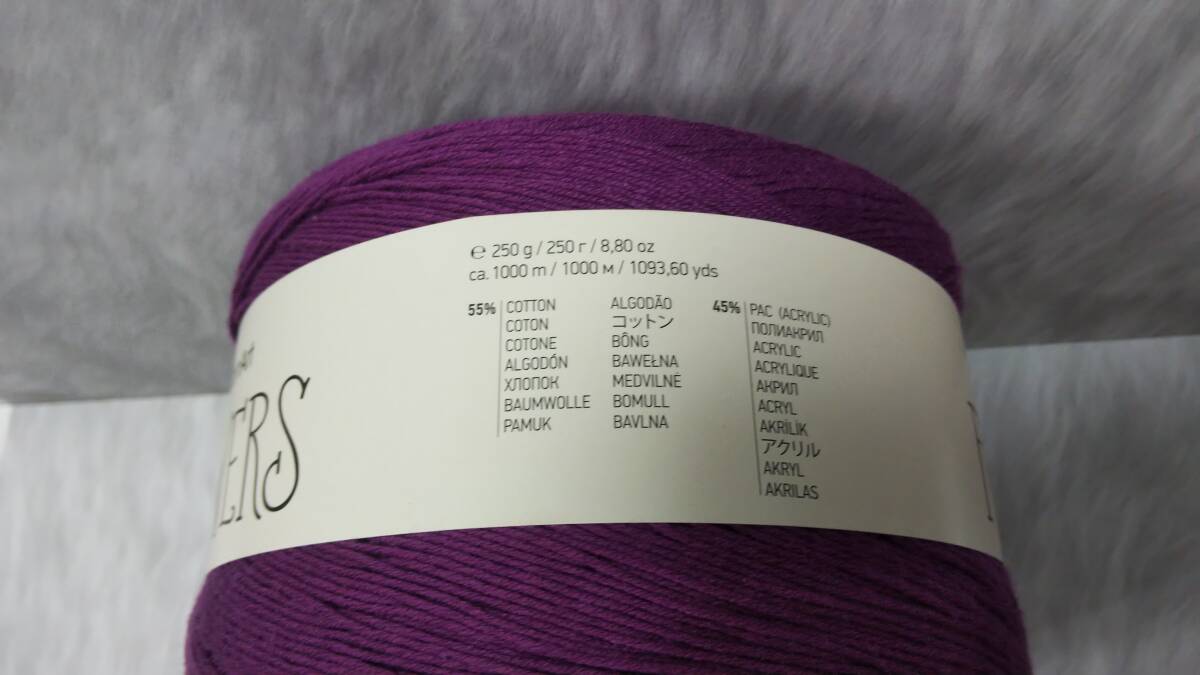 ℮ 250 g / 250 г / 8,80 oz
ca. 1000 m / 1000 м / 1093,60 yds
55%
COTTON
COTON
COTONE
ALGODÓN
ХЛОПОК
BAUMWOLLE
PAMUK
ALGODÃO
コットン
BÔNG
BAWEŁNA
MEDVILNĖ
BOMULL
BAVLNA
45%
PAC (ACRYLIC)
ПОЛИАКРИЛ
ACRYLIC
ACRYLIQUE
АКРИЛ
ACRYL
AKRİLİK
アクリル
AKRYL
AKRILAS
ERS